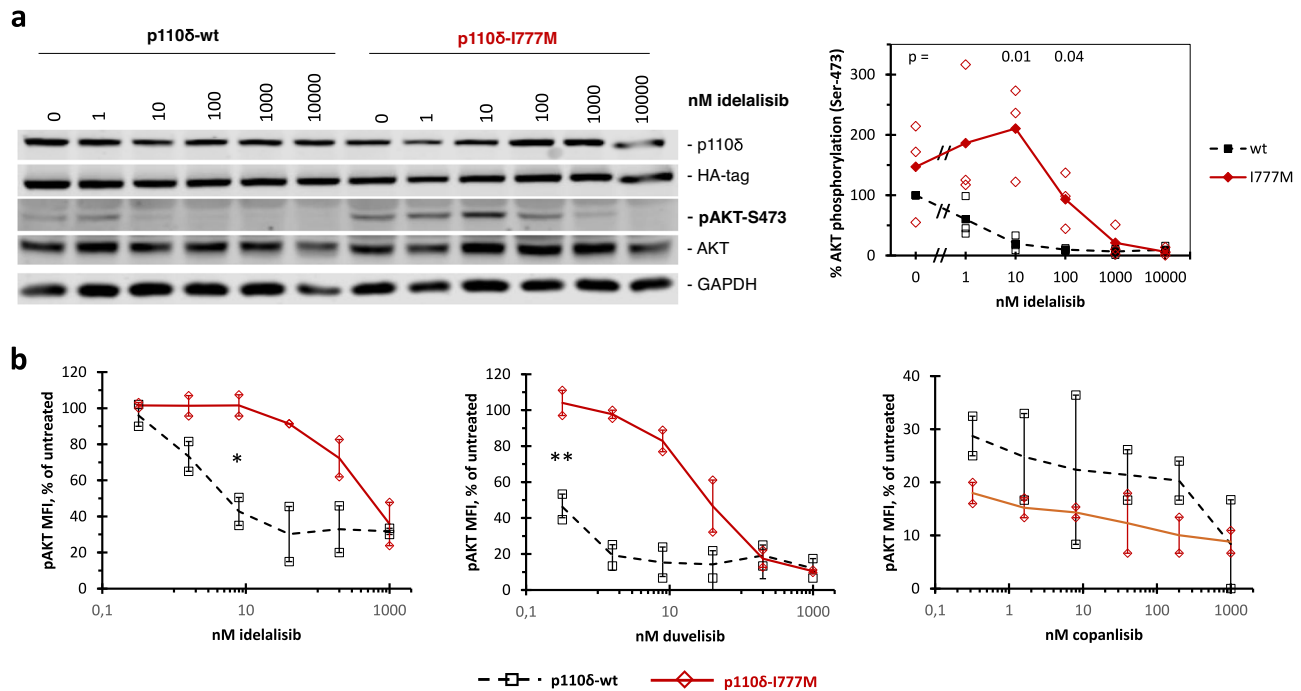 a
p110δ-wt
p110δ-I777M
0 1 10 100 1000 10000 0 1 10 100 1000 10000
nM idelalisib
- p110δ
- HA-tag
- pAKT-S473
- AKT
- GAPDH
% AKT phosphorylation (Ser-473)
p = 0.01 0.04
300
200
100
0
0 1 10 100 1000 10000
nM idelalisib
wt
I777M
b
pAKT MFI, % of untreated
120
100
80
60
40
20
0
*
0,1 10 1000
nM idelalisib
pAKT MFI, % of untreated
120
100
80
60
40
20
0
**
0,1 10 1000
nM duvelisib
pAKT MFI, % of untreated
40
30
20
10
0
0,1 1 10 100 1000
nM copanlisib
p110δ-wt
p110δ-I777M